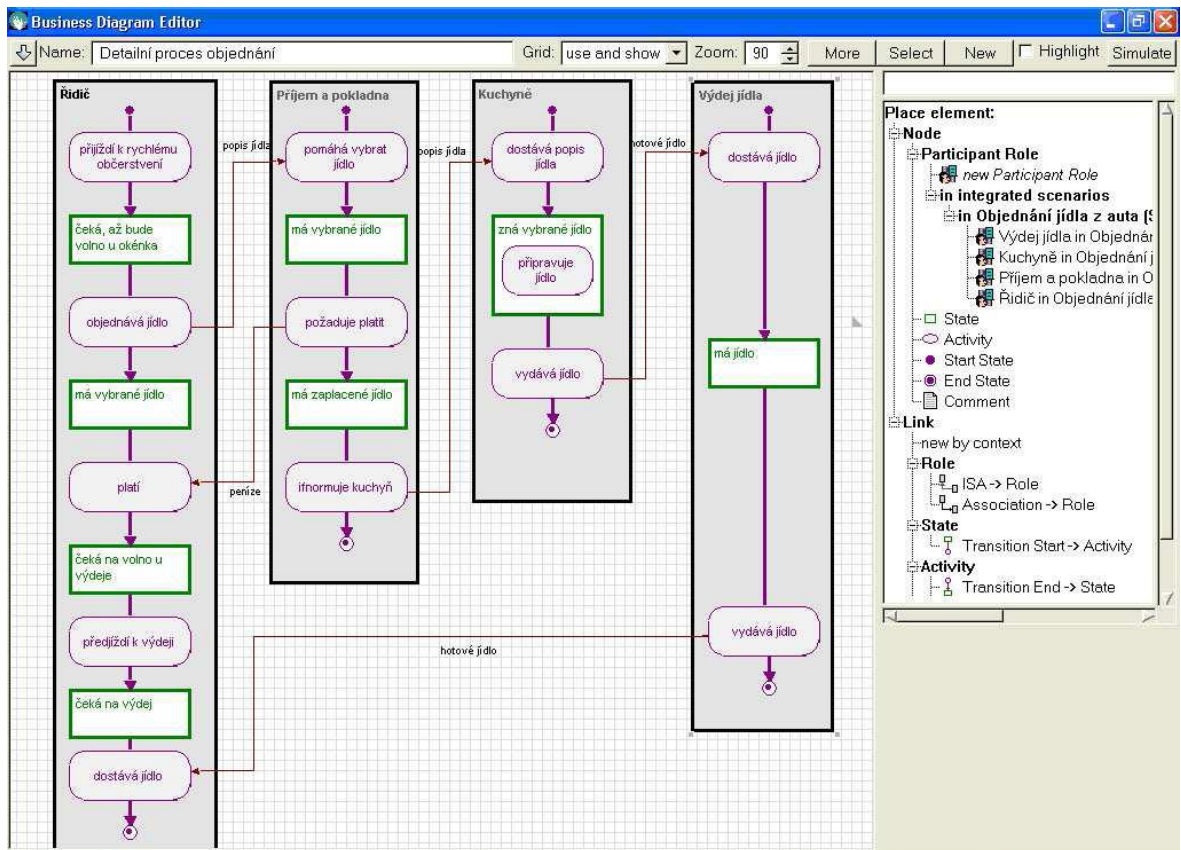 Business Diagram Editor
Name: Detailní proces objednání
Grid: use and show
Zoom: 90
More
Select
New
Highlight
Simulate
Řidič
přijíždí k rychlému
občerstvení
čeká, až bude
volno u okénka
objednává jídlo
má vybrané jídlo
platí
čeká na volno u
výdeje
předjíždí k výdeji
čeká na výdej
dostává jídlo
popis jídla
peníze
Příjem a pokladna
pomáhá vybrat
jídlo
má vybrané jídlo
požaduje platit
má zaplacené jídlo
ifnormuje kuchyň
popis jídla
Kuchyně
dostává popis
jídla
zná vybrané jídlo
připravuje
jídlo
vydává jídlo
hotové jídlo
hotové jídlo
Výdej jídla
dostává jídlo
má jídlo
vydává jídlo
Place element:
Node
Participant Role
new Participant Role
in integrated scenarios
in Objednání jídla z auta (S
Výdej jídla in Objednár
Kuchyně in Objednání j
Příjem a pokladna in O
Řidič in Objednání jídla
State
Activity
Start State
End State
Comment
Link
new by context
Role
ISA -> Role
Association -> Role
State
Transition Start -> Activity
Activity
Transition End -> State